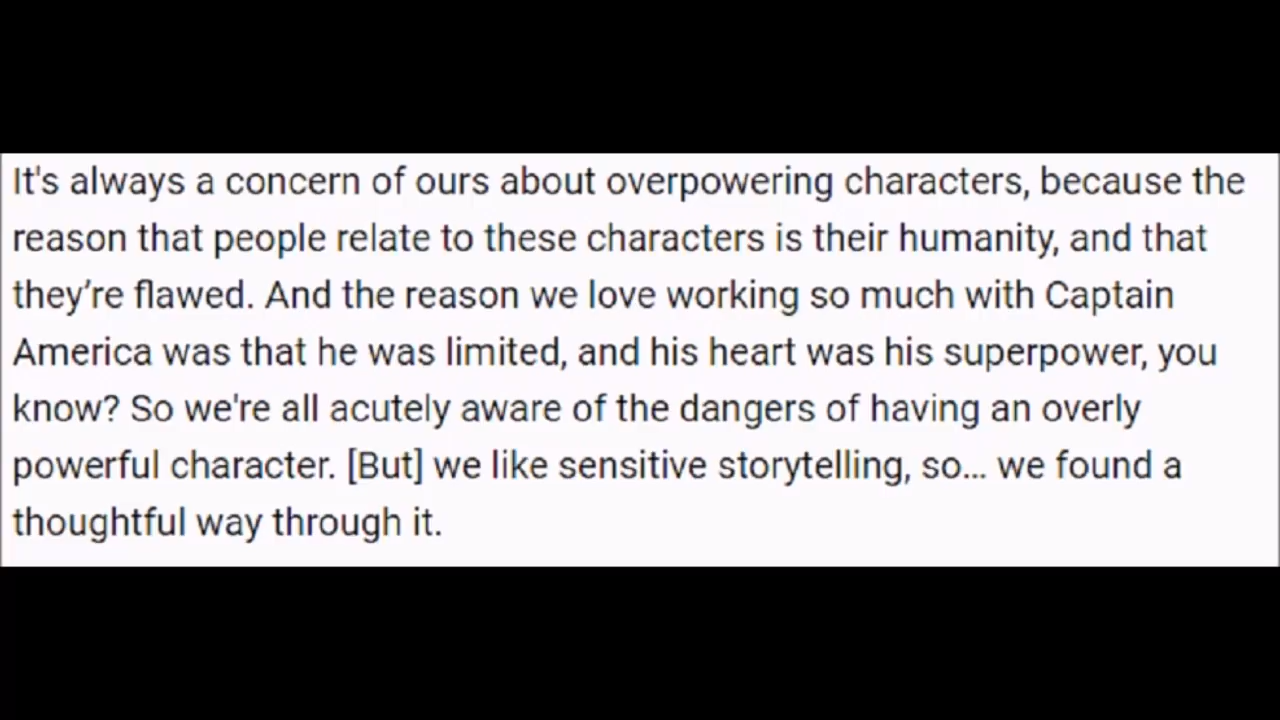 It's always a concern of ours about overpowering characters, because the
reason that people relate to these characters is their humanity, and that
they’re flawed. And the reason we love working so much with Captain
America was that he was limited, and his heart was his superpower, you
know? So we're all acutely aware of the dangers of having an overly
powerful character. [But] we like sensitive storytelling, so... we found a
thoughtful way through it.